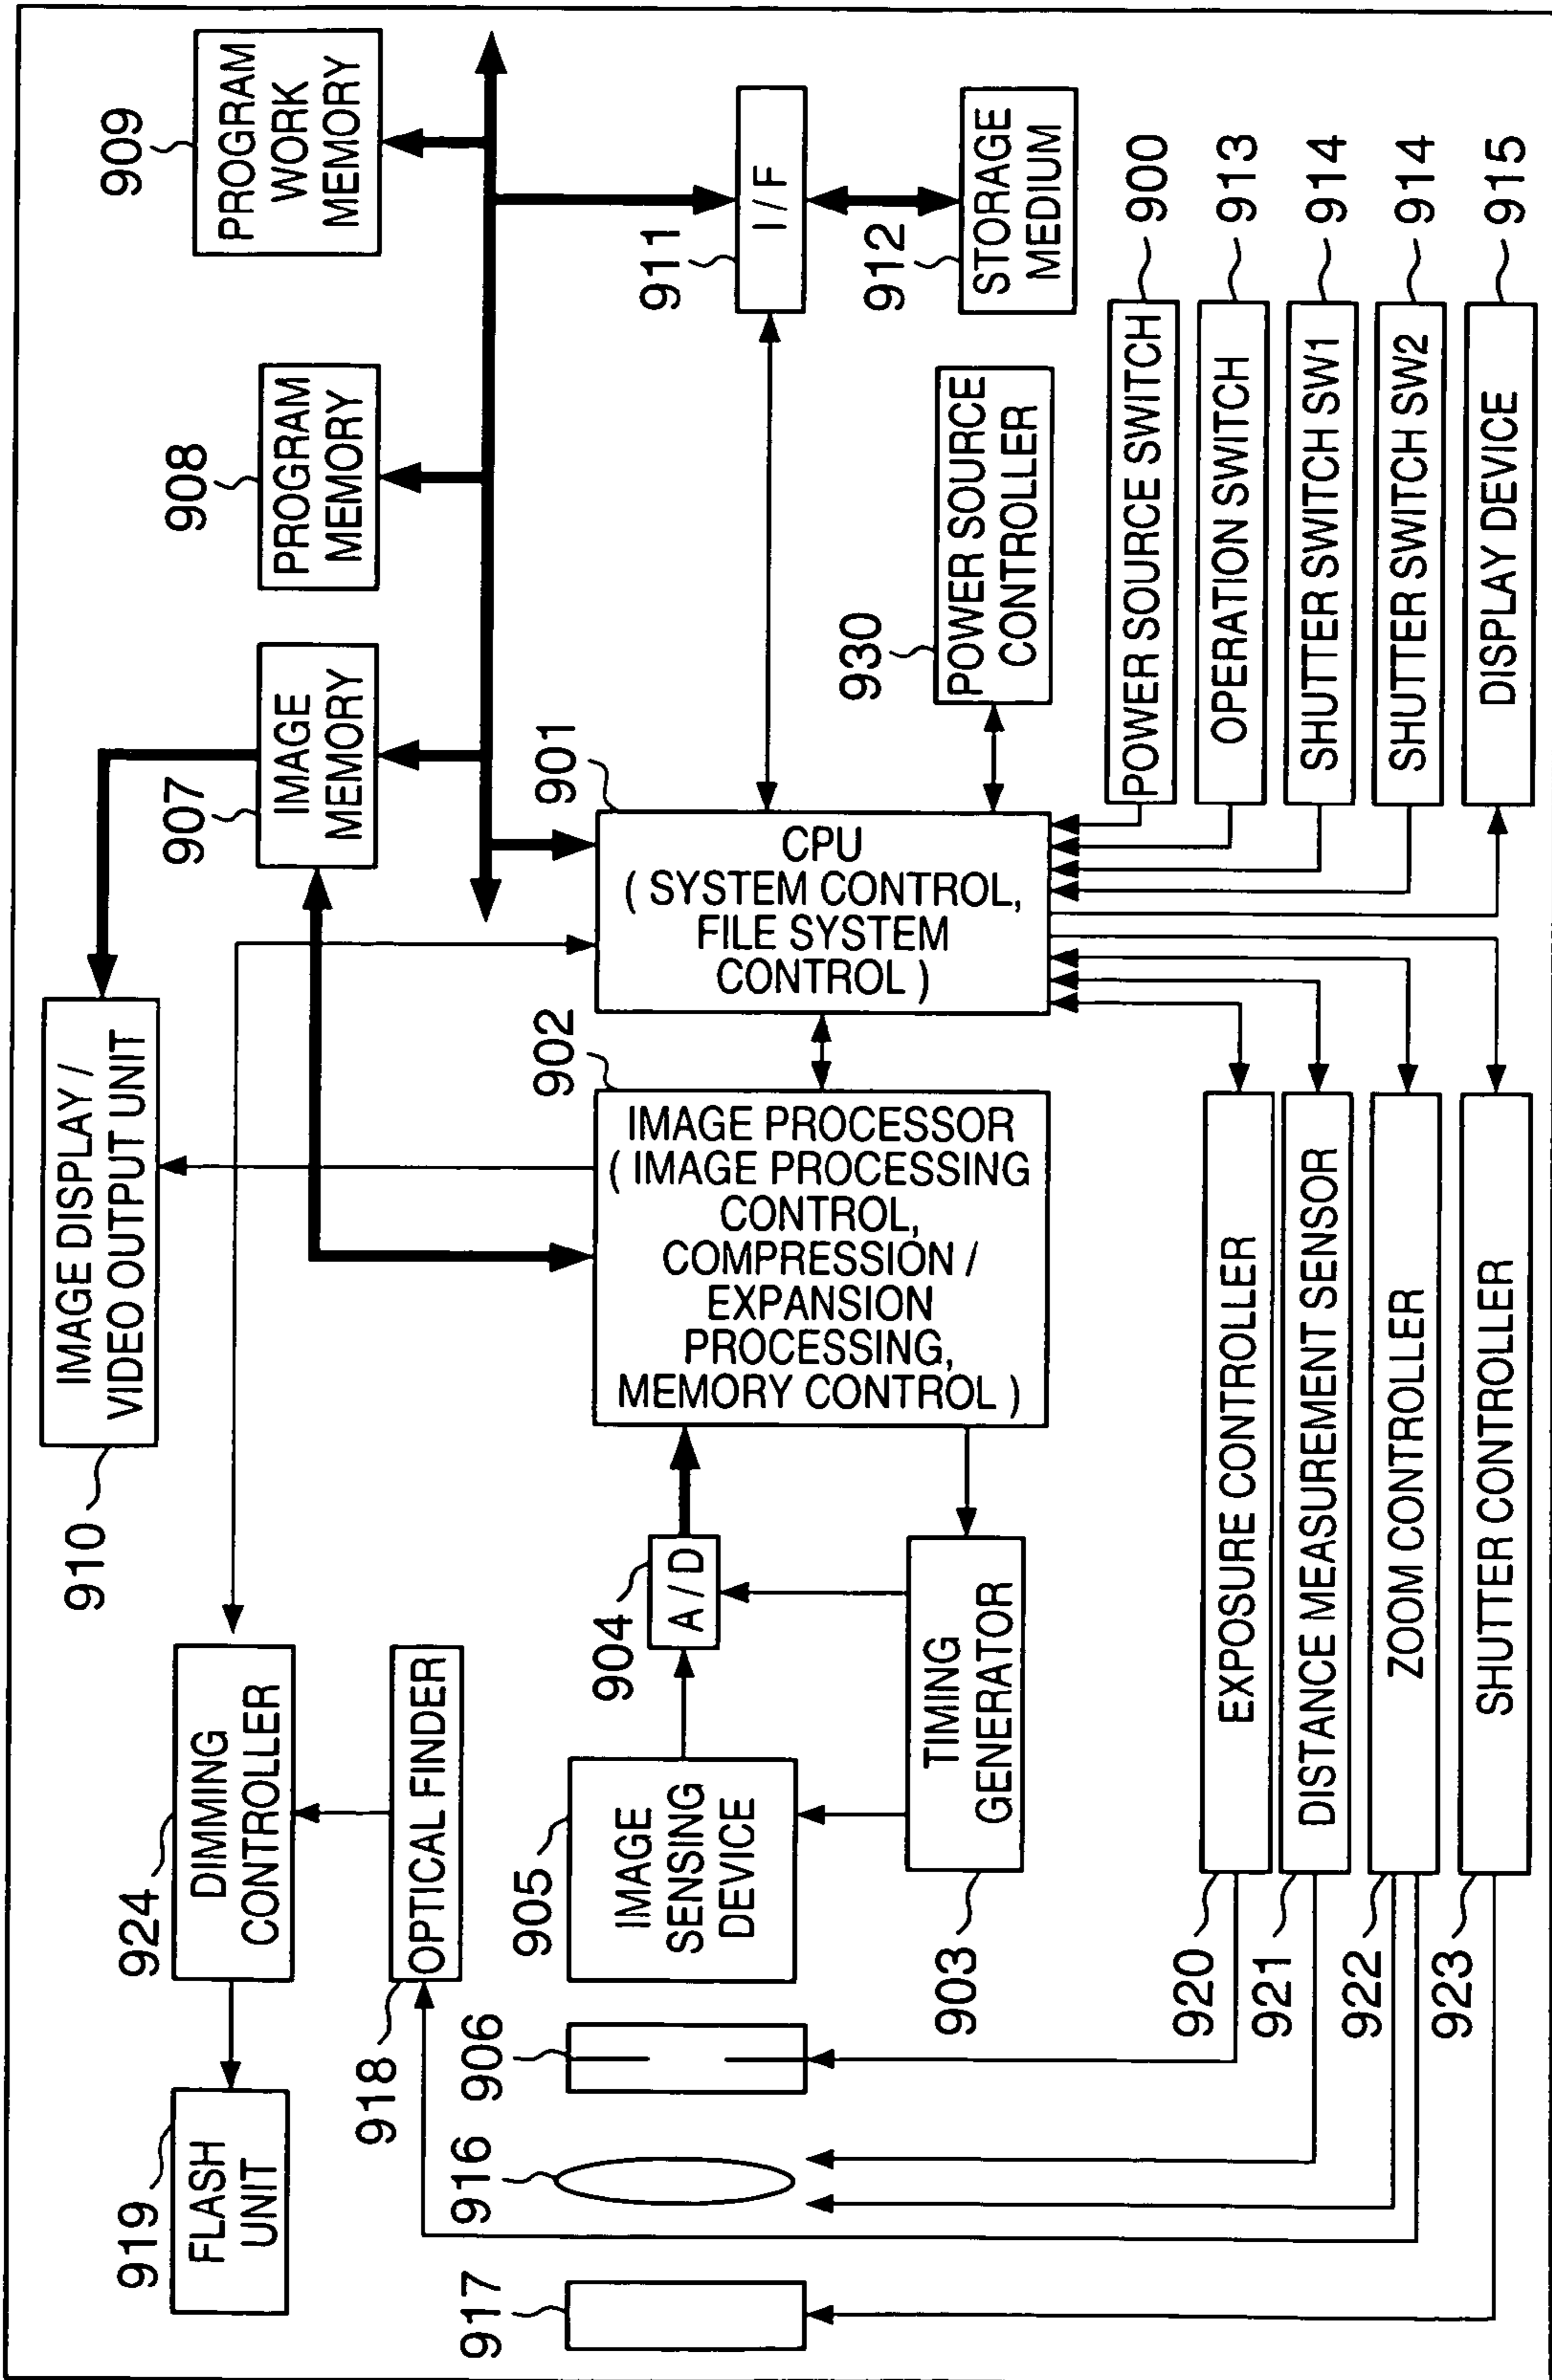 919
FLASH
UNIT
924
DIMMING
CONTROLLER
910
IMAGE DISPLAY /
VIDEO OUTPUT UNIT
907
IMAGE
MEMORY
908
PROGRAM
MEMORY
909
PROGRAM
WORK
MEMORY
918
OPTICAL FINDER
917
916
906
905
IMAGE
SENSING
DEVICE
904
A / D
902
IMAGE PROCESSOR
( IMAGE PROCESSING
CONTROL,
COMPRESSION /
EXPANSION
PROCESSING,
MEMORY CONTROL )
901
CPU
( SYSTEM CONTROL,
FILE SYSTEM
CONTROL )
911
I / F
912
STORAGE
MEDIUM
903
TIMING
GENERATOR
930
POWER SOURCE
CONTROLLER
920
EXPOSURE CONTROLLER
921
DISTANCE MEASUREMENT SENSOR
922
ZOOM CONTROLLER
923
SHUTTER CONTROLLER
POWER SOURCE SWITCH
900
OPERATION SWITCH
913
SHUTTER SWITCH SW1
914
SHUTTER SWITCH SW2
914
DISPLAY DEVICE
915